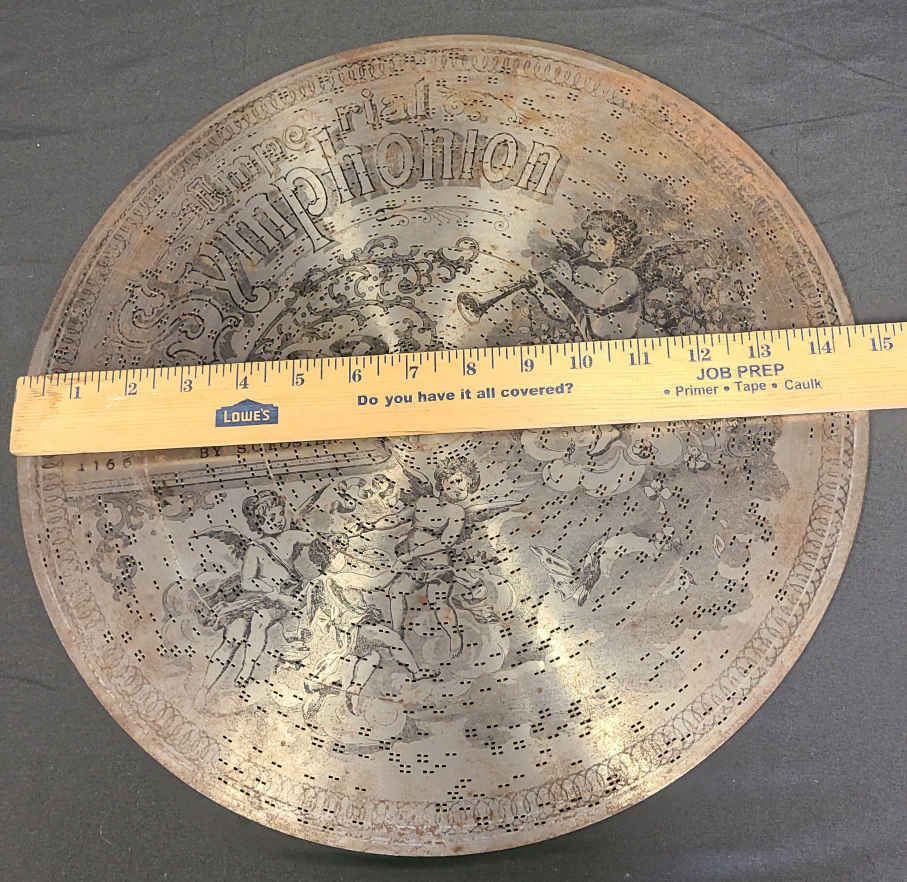 Imperial
Symphonion
1 2 3 4 5 6 7 8 9 10 11 12 13 14 15
LOWE'S
Do you have it all covered?
JOB PREP
• Primer • Tape • Caulk
1166
BY